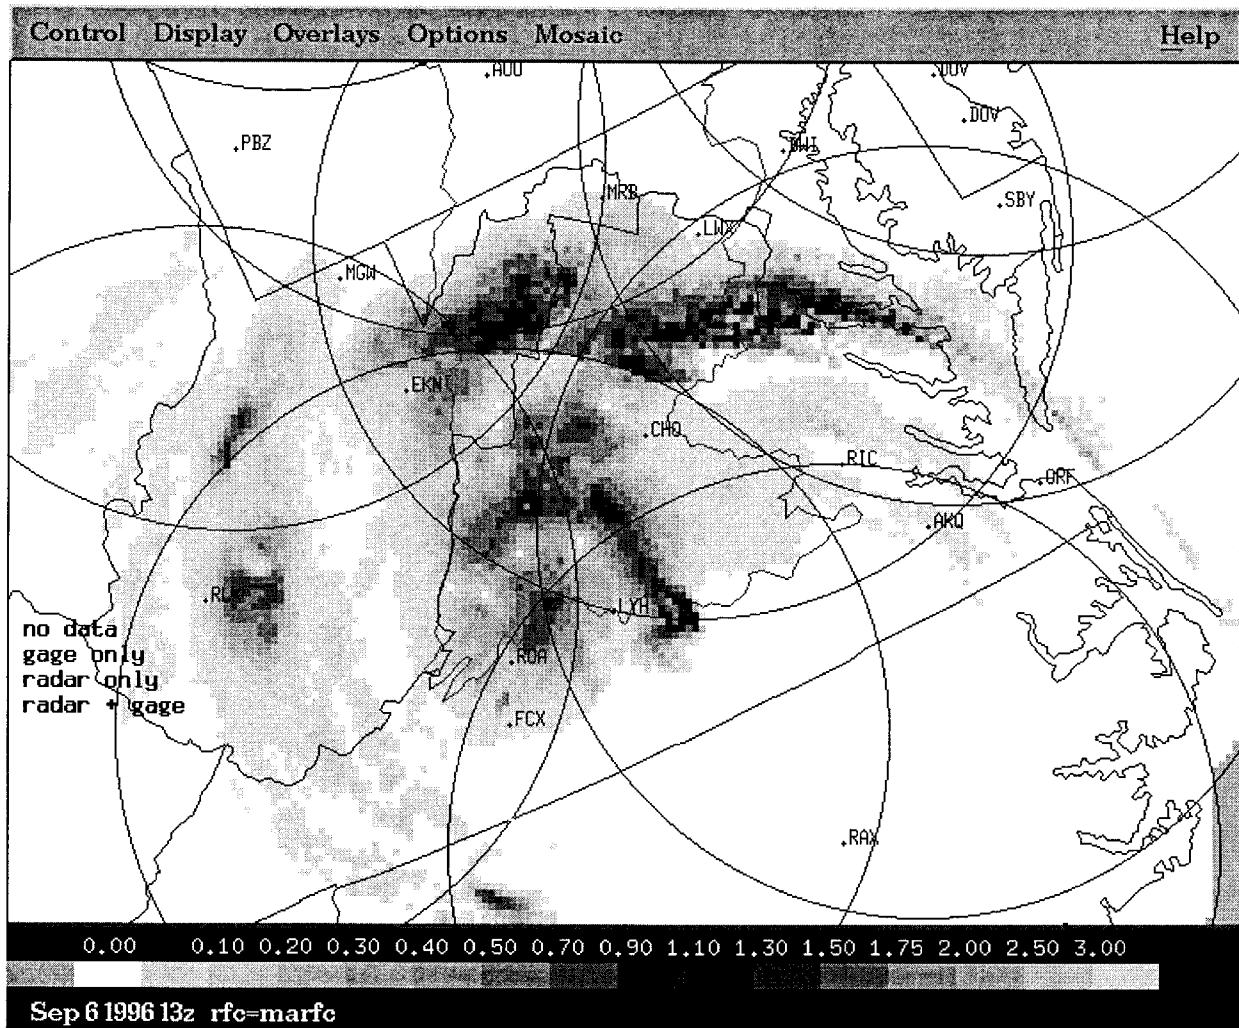 Control Display Overlays Options Mosaic Help
AOO
DOV
PBZ
BWI
MRB
SBY
LWX
MGW
EKN
CHO
RIC
ORF
AKQ
LYH
no data
gage only
radar only
radar + gage
ROA
FCX
RAX
0.00 0.10 0.20 0.30 0.40 0.50 0.70 0.90 1.10 1.30 1.50 1.75 2.00 2.50 3.00
Sep 6 1996 13z rfc=marfc